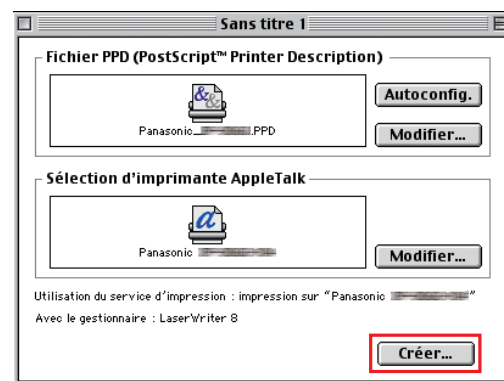 Sans titre 1
Fichier PPD (PostScript™ Printer Description)
Panasonic_ .PPD
Autoconfig.
Modifier...
Sélection d'imprimante AppleTalk
Panasonic
Modifier...
Utilisation du service d'impression : impression sur "Panasonic "
Avec le gestionnaire : LaserWriter 8
Créer...